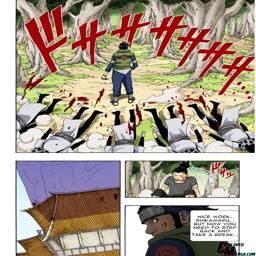 ドサササササッ…
NICE WORK,
SHIKAMARU,
BUT NOW YOU
NEED TO STEP
BACK AND
TAKE A BREAK...